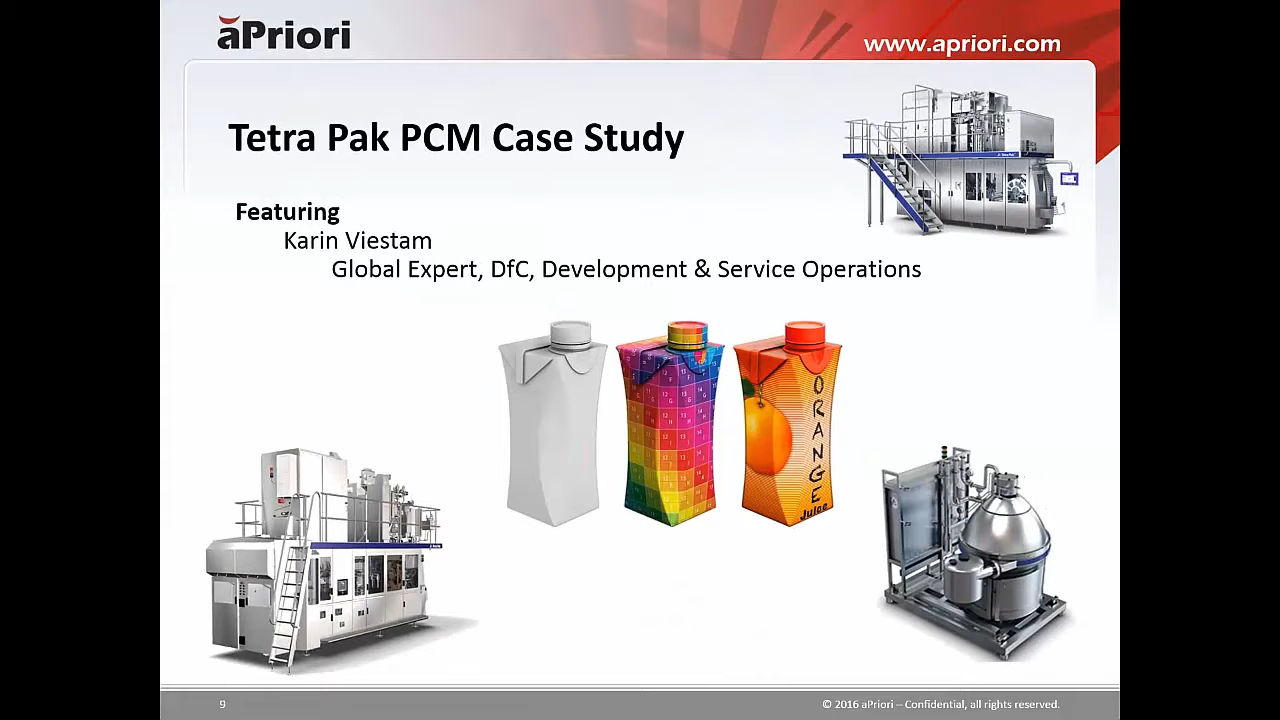 aPriori
www.apriori.com
Tetra Pak PCM Case Study
Featuring
Karin Viestam
Global Expert, DfC, Development & Service Operations
ORANGE
Juice
9
© 2016 aPriori – Confidential, all rights reserved.